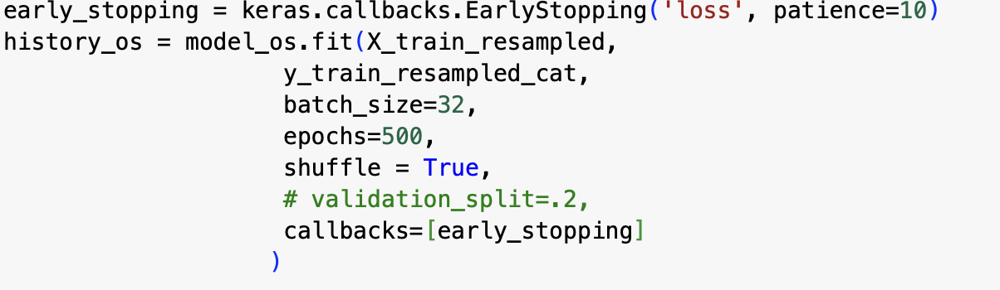 early_stopping = keras.callbacks.EarlyStopping('loss', patience=10)
history_os = model_os.fit(X_train_resampled,
                    y_train_resampled_cat,
                    batch_size=32,
                    epochs=500,
                    shuffle = True,
                    # validation_split=.2,
                    callbacks=[early_stopping]
                   )